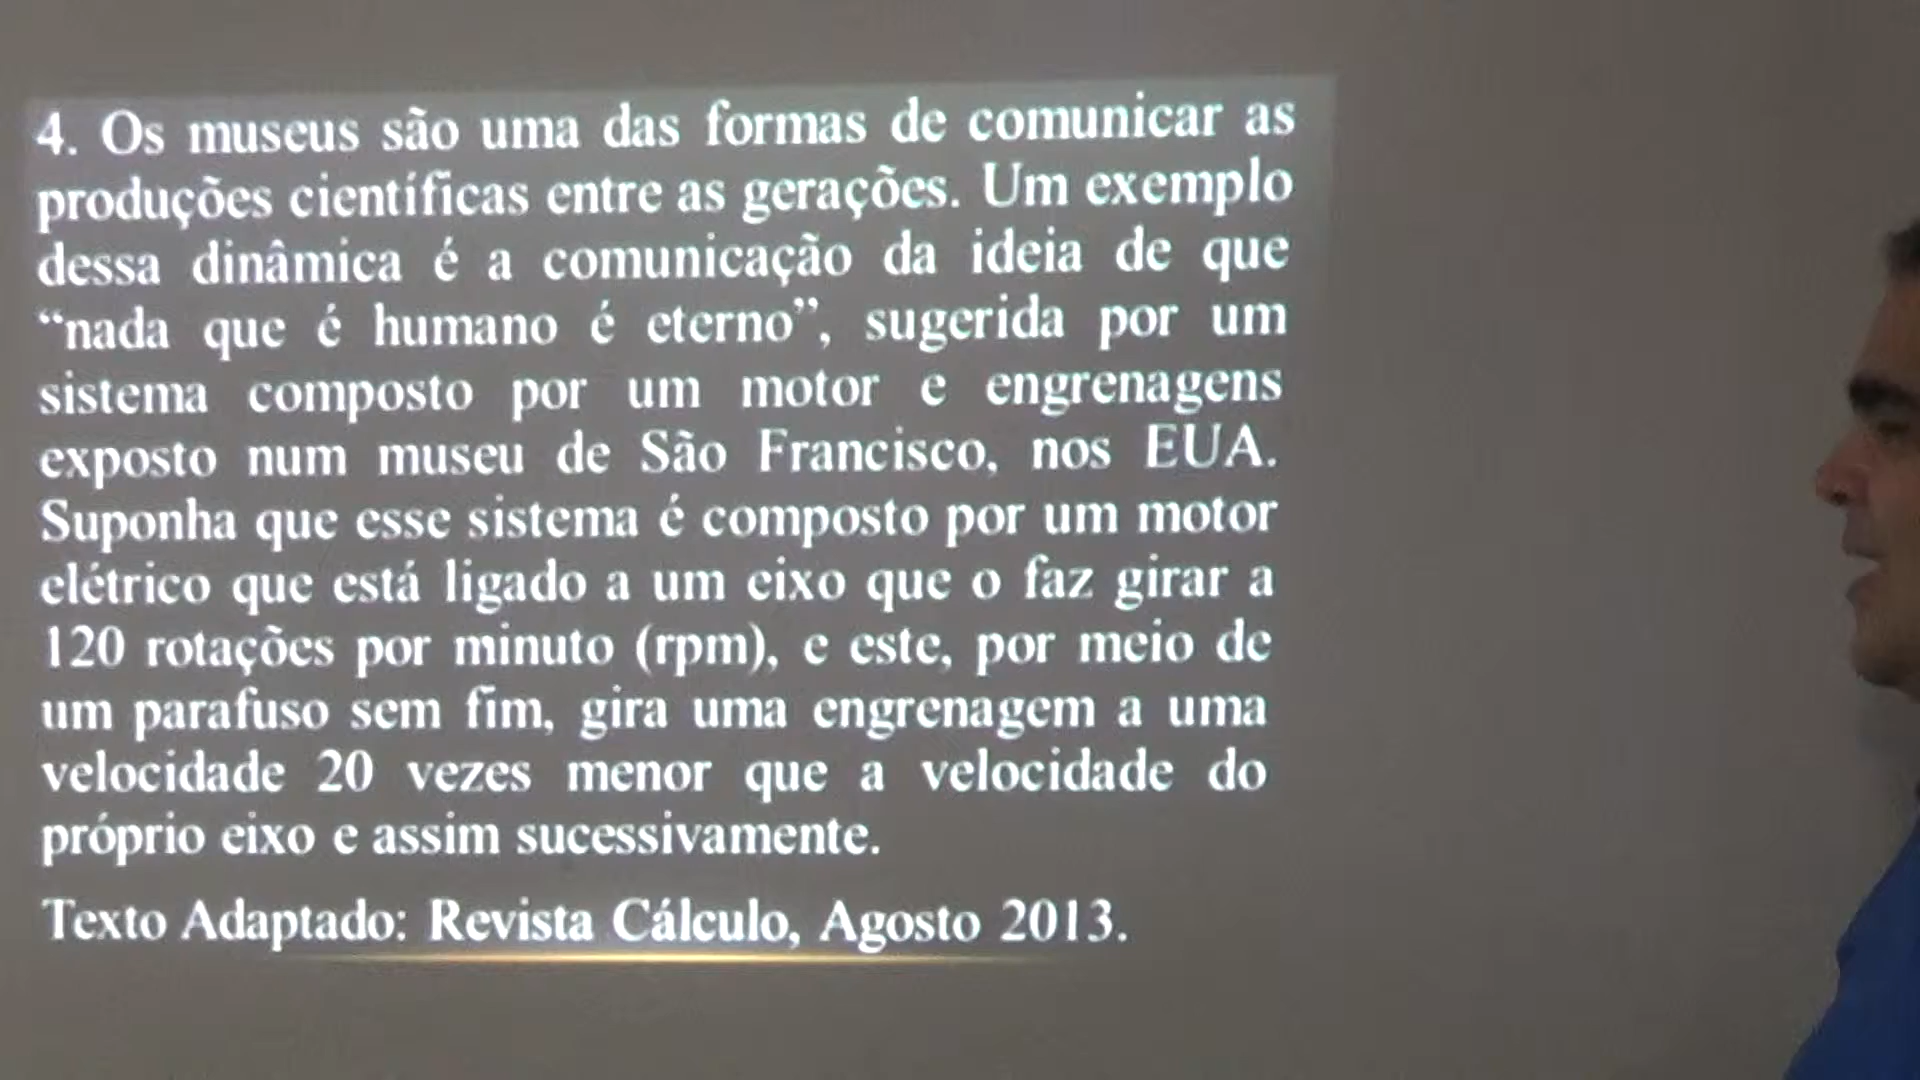 4. Os museus são uma das formas de comunicar as
produções científicas entre as gerações. Um exemplo
dessa dinâmica é a comunicação da ideia de que
“nada que é humano é eterno”, sugerida por um
sistema composto por um motor e engrenagens
exposto num museu de São Francisco, nos EUA.
Suponha que esse sistema é composto por um motor
elétrico que está ligado a um eixo que o faz girar a
120 rotações por minuto (rpm), e este, por meio de
um parafuso sem fim, gira uma engrenagem a uma
velocidade 20 vezes menor que a velocidade do
próprio eixo e assim sucessivamente.
Texto Adaptado: Revista Cálculo, Agosto 2013.